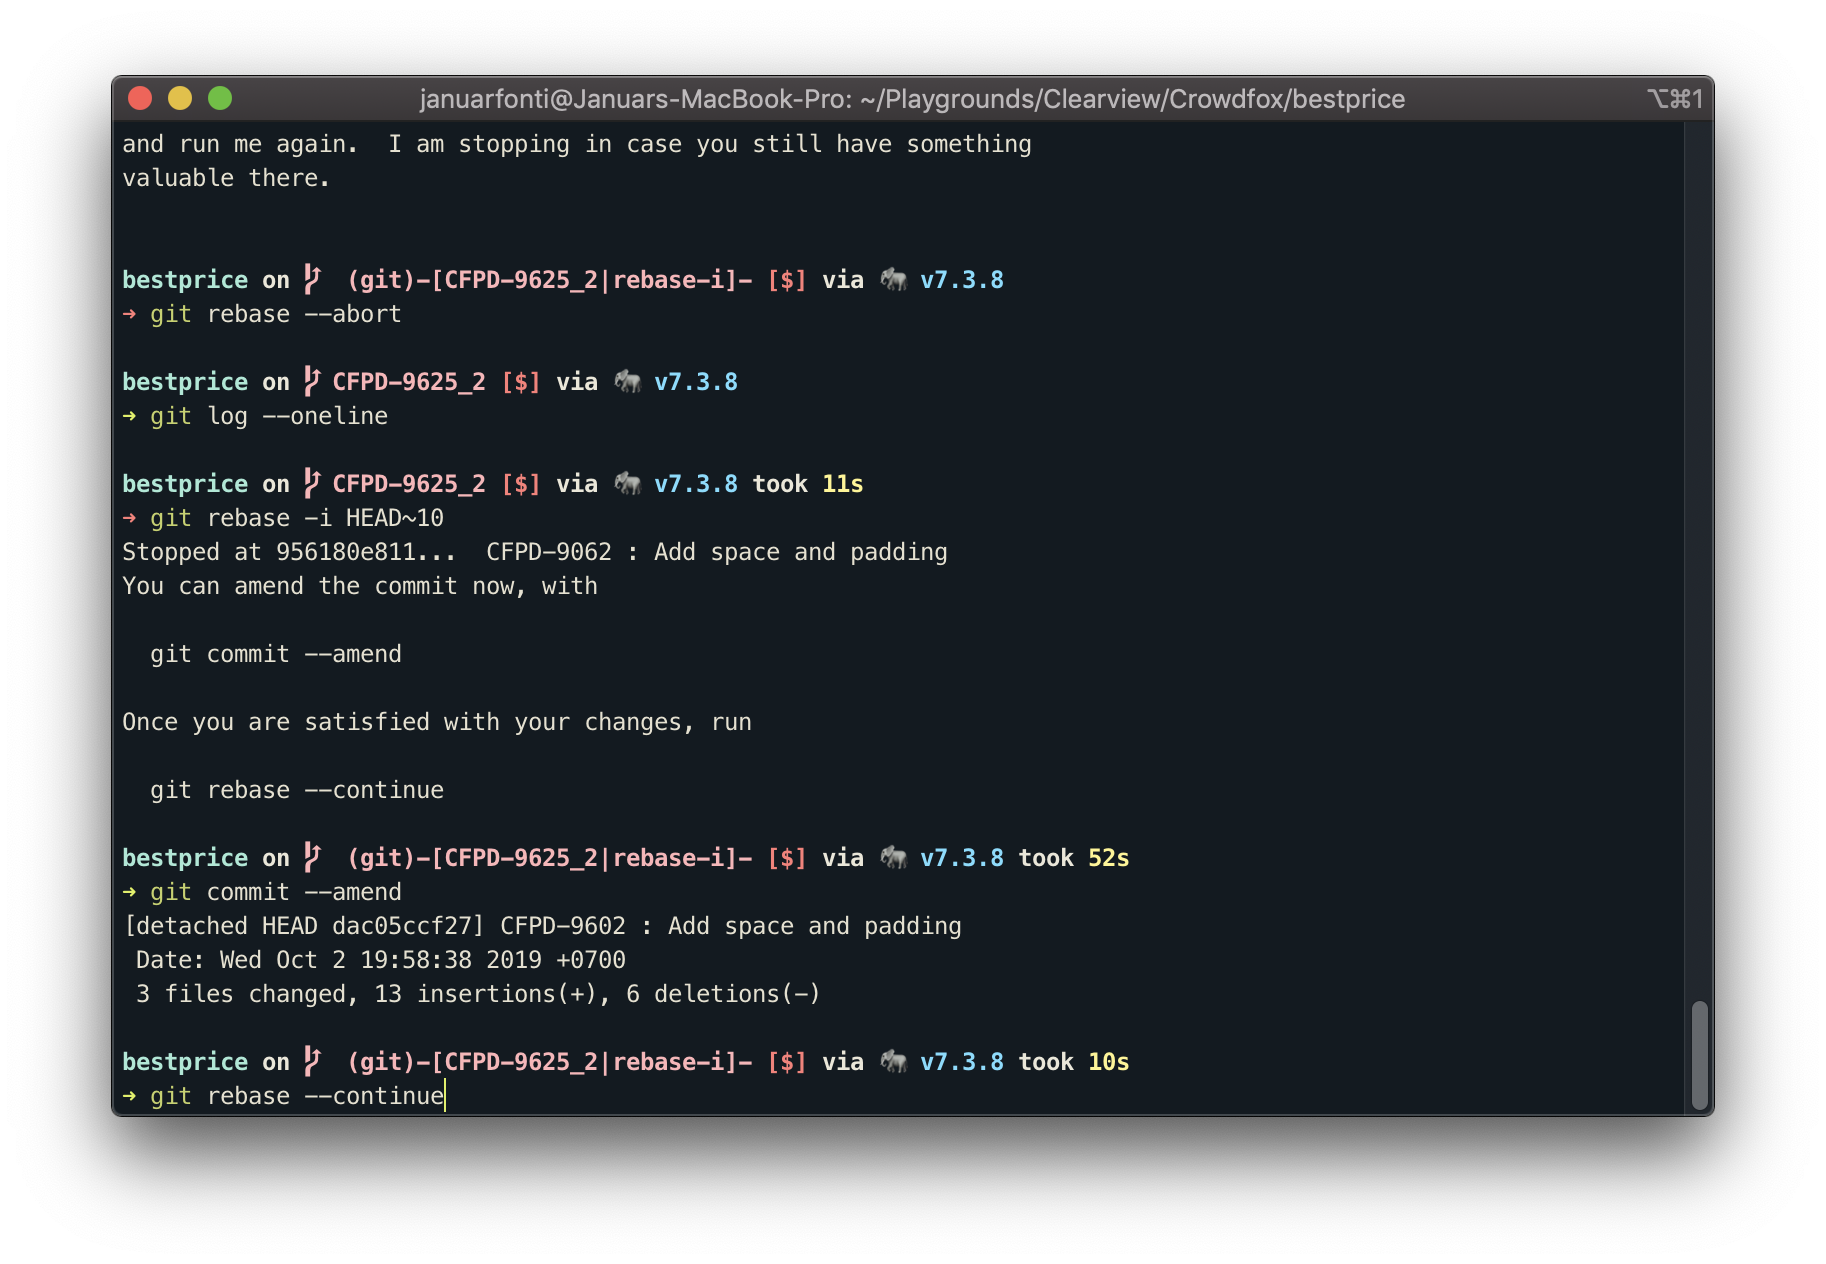 januarfonti@Januars-MacBook-Pro: ~/Playgrounds/Clearview/Crowdfox/bestprice ⌥⌘1
and run me again.  I am stopping in case you still have something
valuable there.
bestprice on (git)-[CFPD-9625_2|rebase-i]- [$] via 🐘 v7.3.8
➜ git rebase --abort
bestprice on CFPD-9625_2 [$] via 🐘 v7.3.8
➜ git log --oneline
bestprice on CFPD-9625_2 [$] via 🐘 v7.3.8 took 11s
➜ git rebase -i HEAD~10
Stopped at 956180e811...  CFPD-9062 : Add space and padding
You can amend the commit now, with
git commit --amend
Once you are satisfied with your changes, run
git rebase --continue
bestprice on (git)-[CFPD-9625_2|rebase-i]- [$] via 🐘 v7.3.8 took 52s
➜ git commit --amend
[detached HEAD dac05ccf27] CFPD-9602 : Add space and padding
Date: Wed Oct 2 19:58:38 2019 +0700
3 files changed, 13 insertions(+), 6 deletions(-)
bestprice on (git)-[CFPD-9625_2|rebase-i]- [$] via 🐘 v7.3.8 took 10s
➜ git rebase --continue